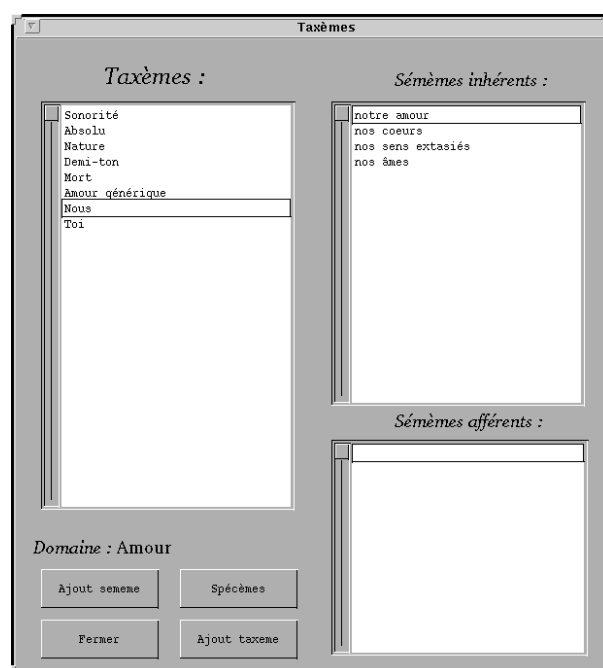 Taxèmes
Taxèmes :
Sonorité
Absolu
Nature
Demi-ton
Mort
Amour générique
Nous
Toi
Sémèmes inhérents :
notre amour
nos coeurs
nos sens extasiés
nos âmes
Sémèmes afférents :
Domaine : Amour
Ajout sememe
Spécèmes
Fermer
Ajout taxeme